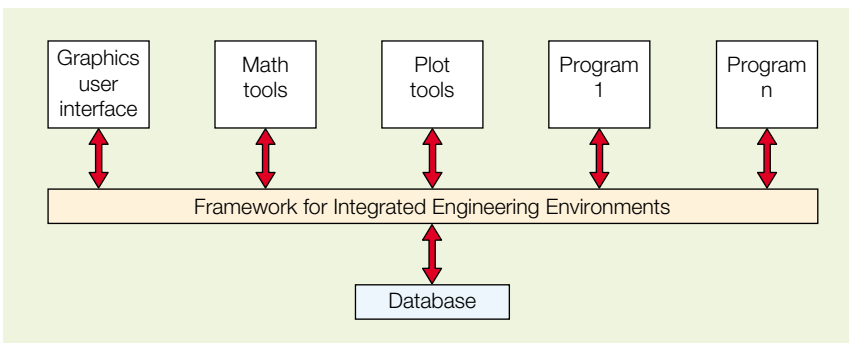 Graphics
user
interface
Math
tools
Plot
tools
Program
1
Program
n
Framework for Integrated Engineering Environments
Database